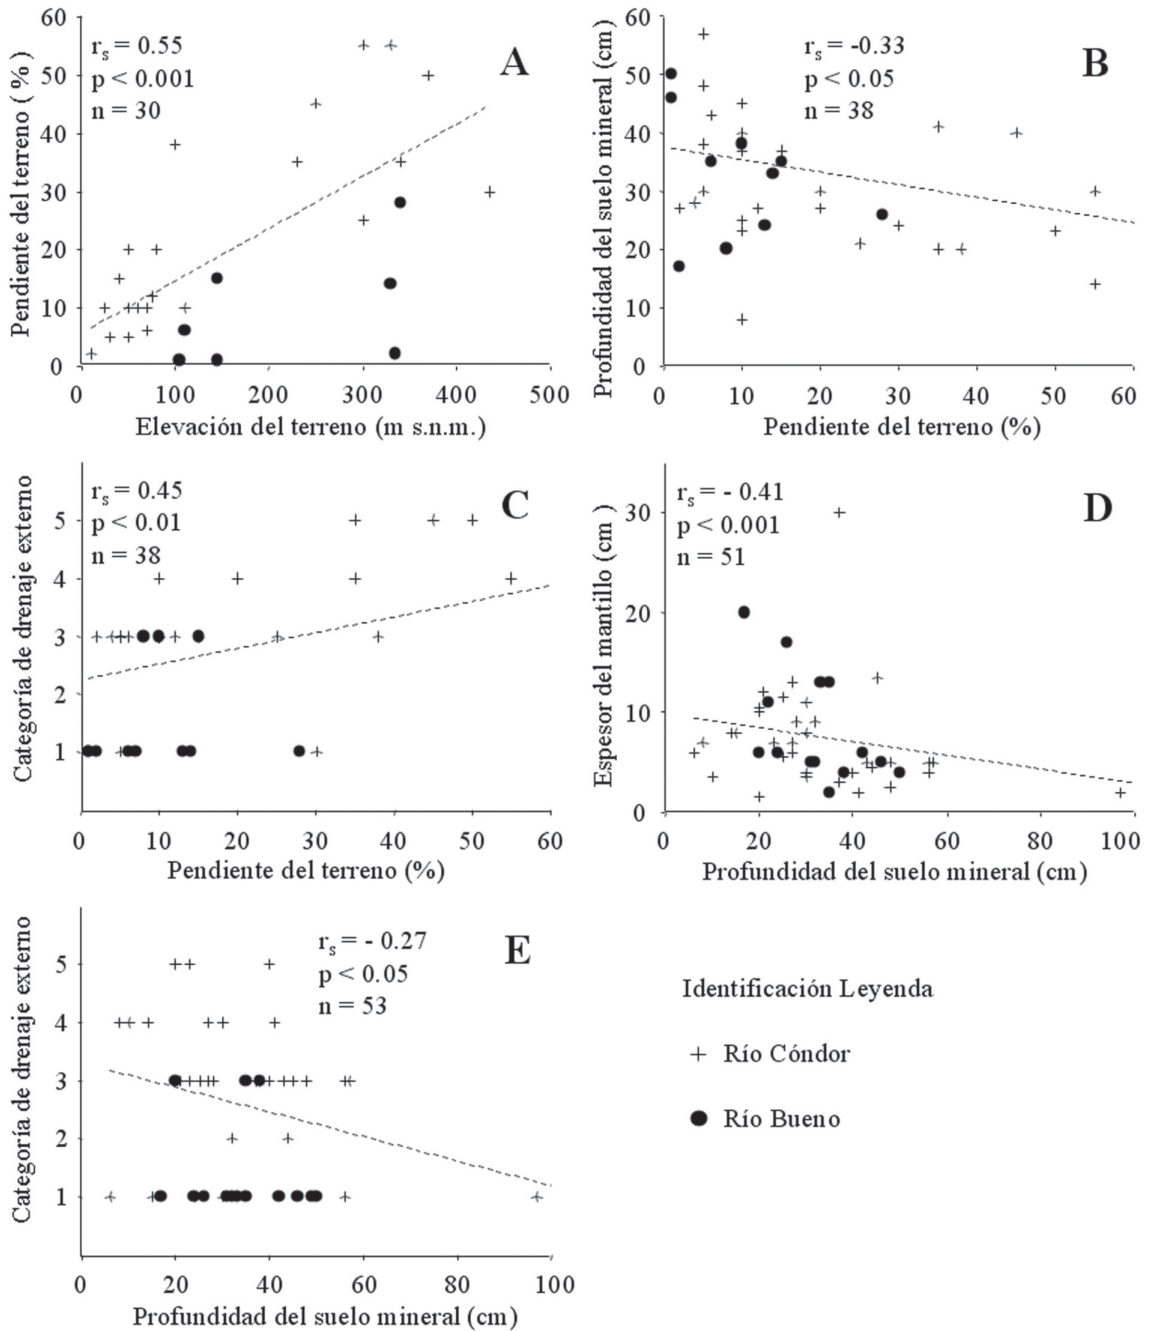 Pendiente del terreno (%)
60
50
40
30
20
10
0
r_s = 0.55
p < 0.001
n = 30
A
0 100 200 300 400 500
Elevación del terreno (m s.n.m.)
Profundidad del suelo mineral (cm)
60
50
40
30
20
10
0
r_s = -0.33
p < 0.05
n = 38
B
0 10 20 30 40 50 60
Pendiente del terreno (%)
Categoría de drenaje externo
5
4
3
2
1
r_s = 0.45
p < 0.01
n = 38
C
0 10 20 30 40 50 60
Pendiente del terreno (%)
Espesor del mantillo (cm)
30
20
10
0
r_s = - 0.41
p < 0.001
n = 51
D
0 20 40 60 80 100
Profundidad del suelo mineral (cm)
Categoría de drenaje externo
5
4
3
2
1
r_s = - 0.27
p < 0.05
n = 53
E
0 20 40 60 80 100
Profundidad del suelo mineral (cm)
Identificación Leyenda
+ Río Cóndor
● Río Bueno